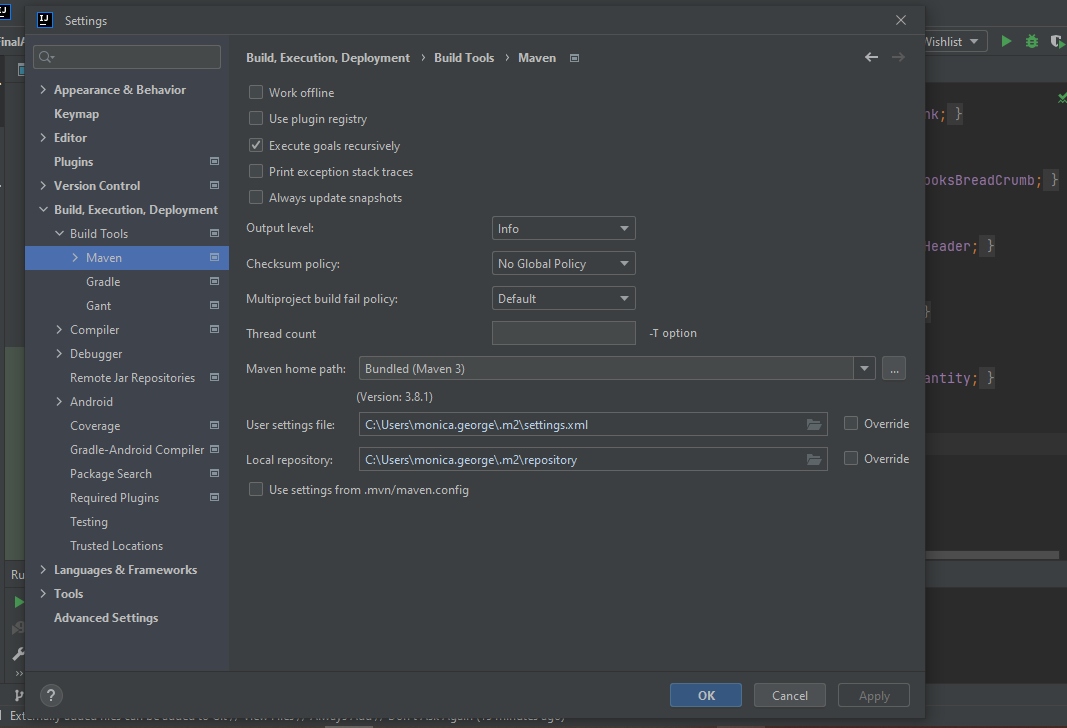 IJ
Settings
Build, Execution, Deployment › Build Tools › Maven
Appearance & Behavior
Keymap
Editor
Plugins
Version Control
Build, Execution, Deployment
Build Tools
Maven
Gradle
Gant
Compiler
Debugger
Remote Jar Repositories
Android
Coverage
Gradle-Android Compiler
Package Search
Required Plugins
Testing
Trusted Locations
Languages & Frameworks
Tools
Advanced Settings
Work offline
Use plugin registry
Execute goals recursively
Print exception stack traces
Always update snapshots
Output level: Info
Checksum policy: No Global Policy
Multiproject build fail policy: Default
Thread count -T option
Maven home path: Bundled (Maven 3) ...
(Version: 3.8.1)
User settings file: C:\Users\monica.george\.m2\settings.xml Override
Local repository: C:\Users\monica.george\.m2\repository Override
Use settings from .mvn/maven.config
? OK Cancel Apply
Wishlist
nk; }
ooksBreadCrumb; }
Header; }
}
antity; }
Ru